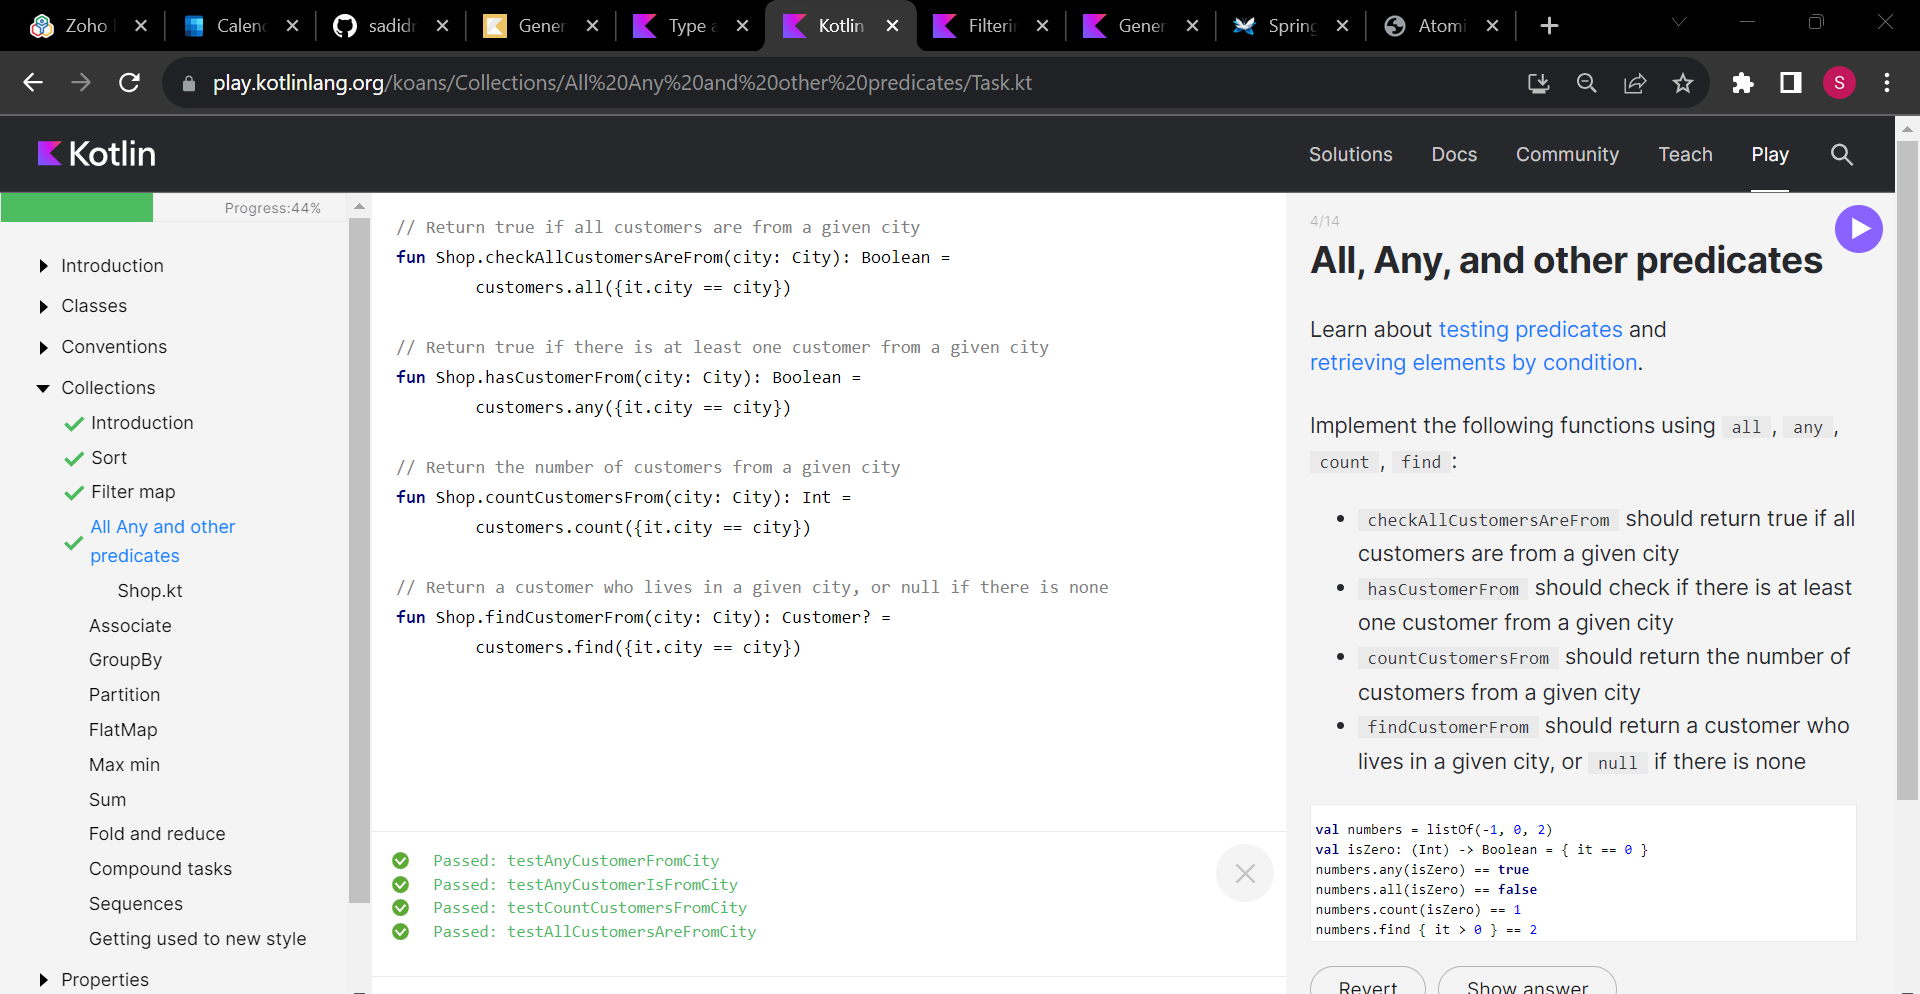 Zoho
Calenc
sadidr
Gener
Type a
Kotlin
Filterin
Gener
Spring
Atomi
play.kotlinlang.org/koans/Collections/All%20Any%20and%20other%20predicates/Task.kt
S
Kotlin
Solutions
Docs
Community
Teach
Play
Progress:44%
Introduction
Classes
Conventions
Collections
Introduction
Sort
Filter map
All Any and other
predicates
Shop.kt
Associate
GroupBy
Partition
FlatMap
Max min
Sum
Fold and reduce
Compound tasks
Sequences
Getting used to new style
Properties
// Return true if all customers are from a given city
fun Shop.checkAllCustomersAreFrom(city: City): Boolean =
customers.all({it.city == city})
// Return true if there is at least one customer from a given city
fun Shop.hasCustomerFrom(city: City): Boolean =
customers.any({it.city == city})
// Return the number of customers from a given city
fun Shop.countCustomersFrom(city: City): Int =
customers.count({it.city == city})
// Return a customer who lives in a given city, or null if there is none
fun Shop.findCustomerFrom(city: City): Customer? =
customers.find({it.city == city})
Passed: testAnyCustomerFromCity
Passed: testAnyCustomerIsFromCity
Passed: testCountCustomersFromCity
Passed: testAllCustomersAreFromCity
4/14
All, Any, and other predicates
Learn about testing predicates and
retrieving elements by condition.
Implement the following functions using all , any ,
count , find :
• checkAllCustomersAreFrom should return true if all
customers are from a given city
• hasCustomerFrom should check if there is at least
one customer from a given city
• countCustomersFrom should return the number of
customers from a given city
• findCustomerFrom should return a customer who
lives in a given city, or null if there is none
val numbers = listOf(-1, 0, 2)
val isZero: (Int) -> Boolean = { it == 0 }
numbers.any(isZero) == true
numbers.all(isZero) == false
numbers.count(isZero) == 1
numbers.find { it > 0 } == 2
Revert
Show answer